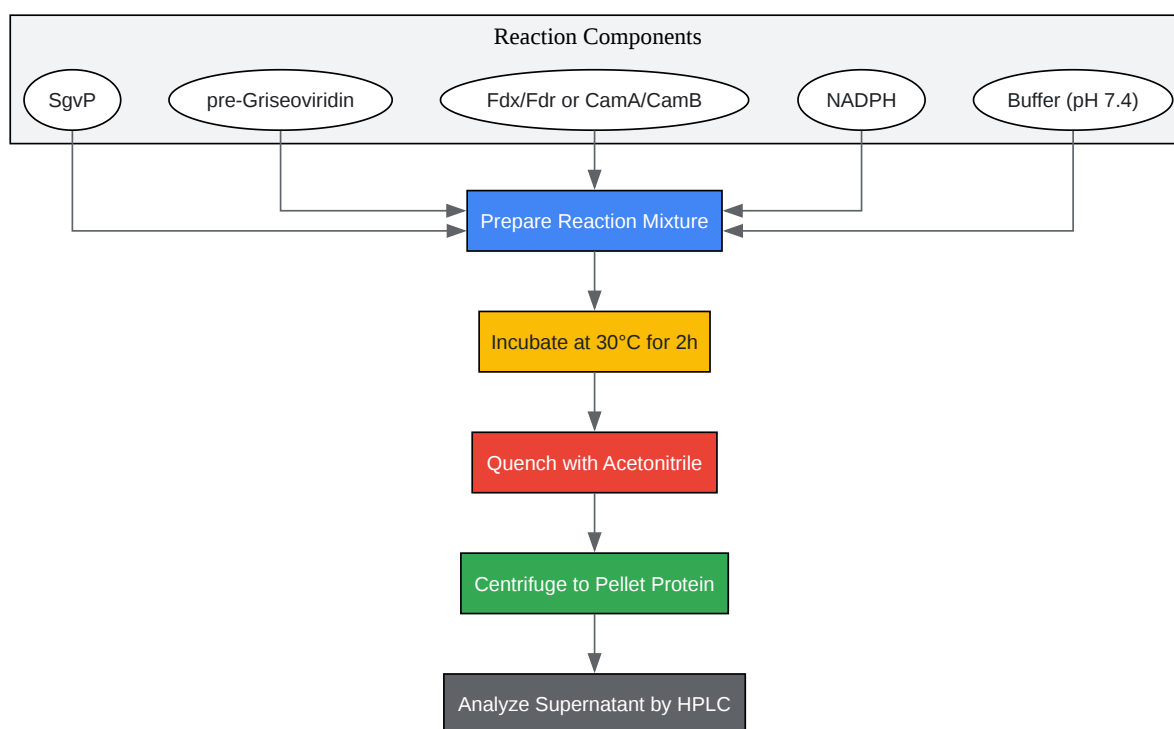 Reaction Components
SgvP
pre-Griseoviridin
Fdx/Fdr or CamA/CamB
NADPH
Buffer (pH 7.4)
Prepare Reaction Mixture
Incubate at 30°C for 2h
Quench with Acetonitrile
Centrifuge to Pellet Protein
Analyze Supernatant by HPLC